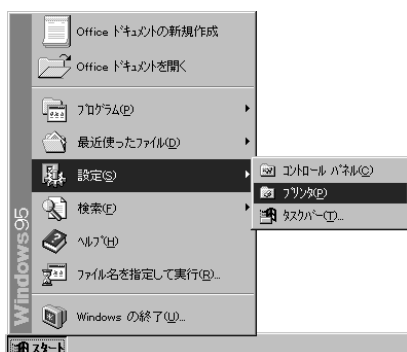 Office ﾄﾞｷｭﾒﾝﾄの新規作成
Office ﾄﾞｷｭﾒﾝﾄを開く
ﾌﾟﾛｸﾞﾗﾑ(P)
最近使ったﾌｧｲﾙ(D)
設定(S)
検索(F)
ﾍﾙﾌﾟ(H)
ﾌｧｲﾙ名を指定して実行(R)...
Windows の終了(U)...
ｺﾝﾄﾛｰﾙ ﾊﾟﾈﾙ(C)
ﾌﾟﾘﾝﾀ(P)
ﾀｽｸﾊﾞｰ(T)...
Windows95
スタート